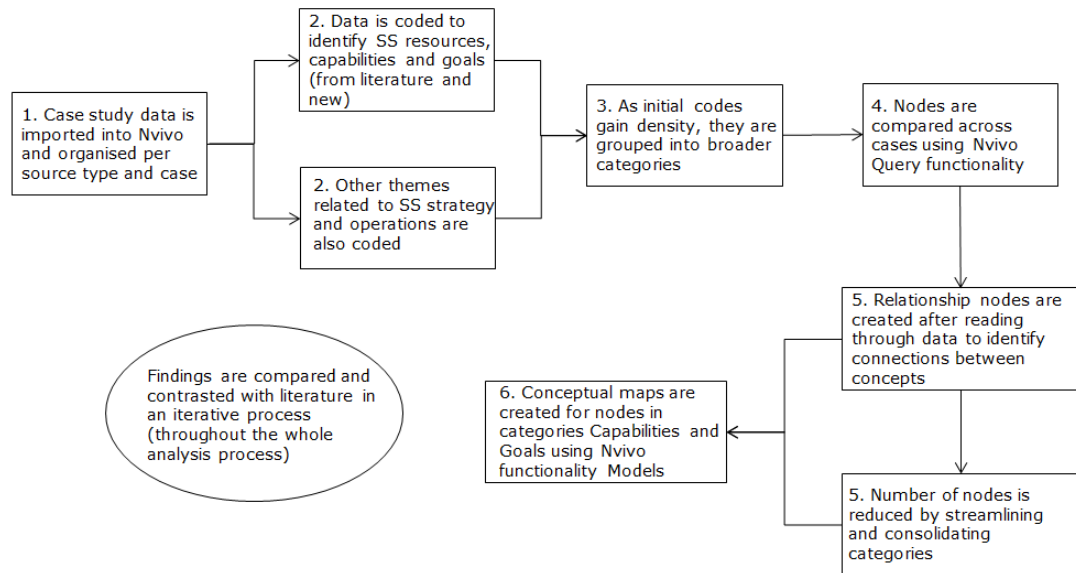 1. Case study data is
imported into Nvivo
and organised per
source type and case
2. Data is coded to
identify SS resources,
capabilities and goals
(from literature and
new)
2. Other themes
related to SS strategy
and operations are
also coded
3. As initial codes
gain density, they are
grouped into broader
categories
4. Nodes are
compared across
cases using Nvivo
Query functionality
5. Relationship nodes are
created after reading
through data to identify
connections between
concepts
5. Number of nodes is
reduced by streamlining
and consolidating
categories
6. Conceptual maps are
created for nodes in
categories Capabilities and
Goals using Nvivo
functionality Models
Findings are compared and
contrasted with literature in
an iterative process
(throughout the whole
analysis process)